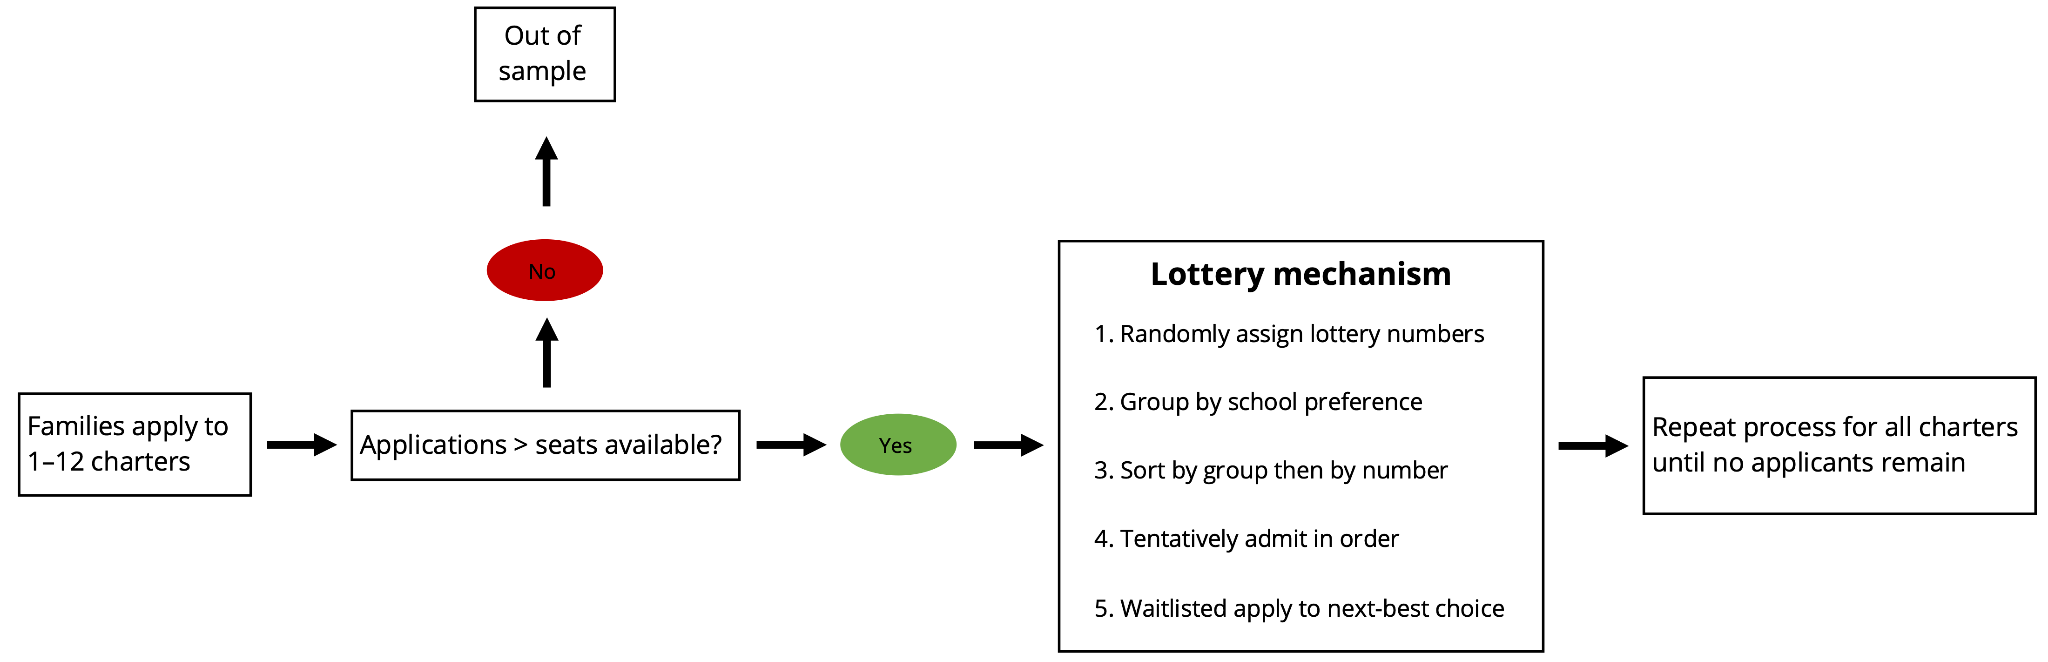 Out of
sample
No
Families apply to
1–12 charters
Applications > seats available?
Yes
Lottery mechanism
1. Randomly assign lottery numbers
2. Group by school preference
3. Sort by group then by number
4. Tentatively admit in order
5. Waitlisted apply to next-best choice
Repeat process for all charters
until no applicants remain